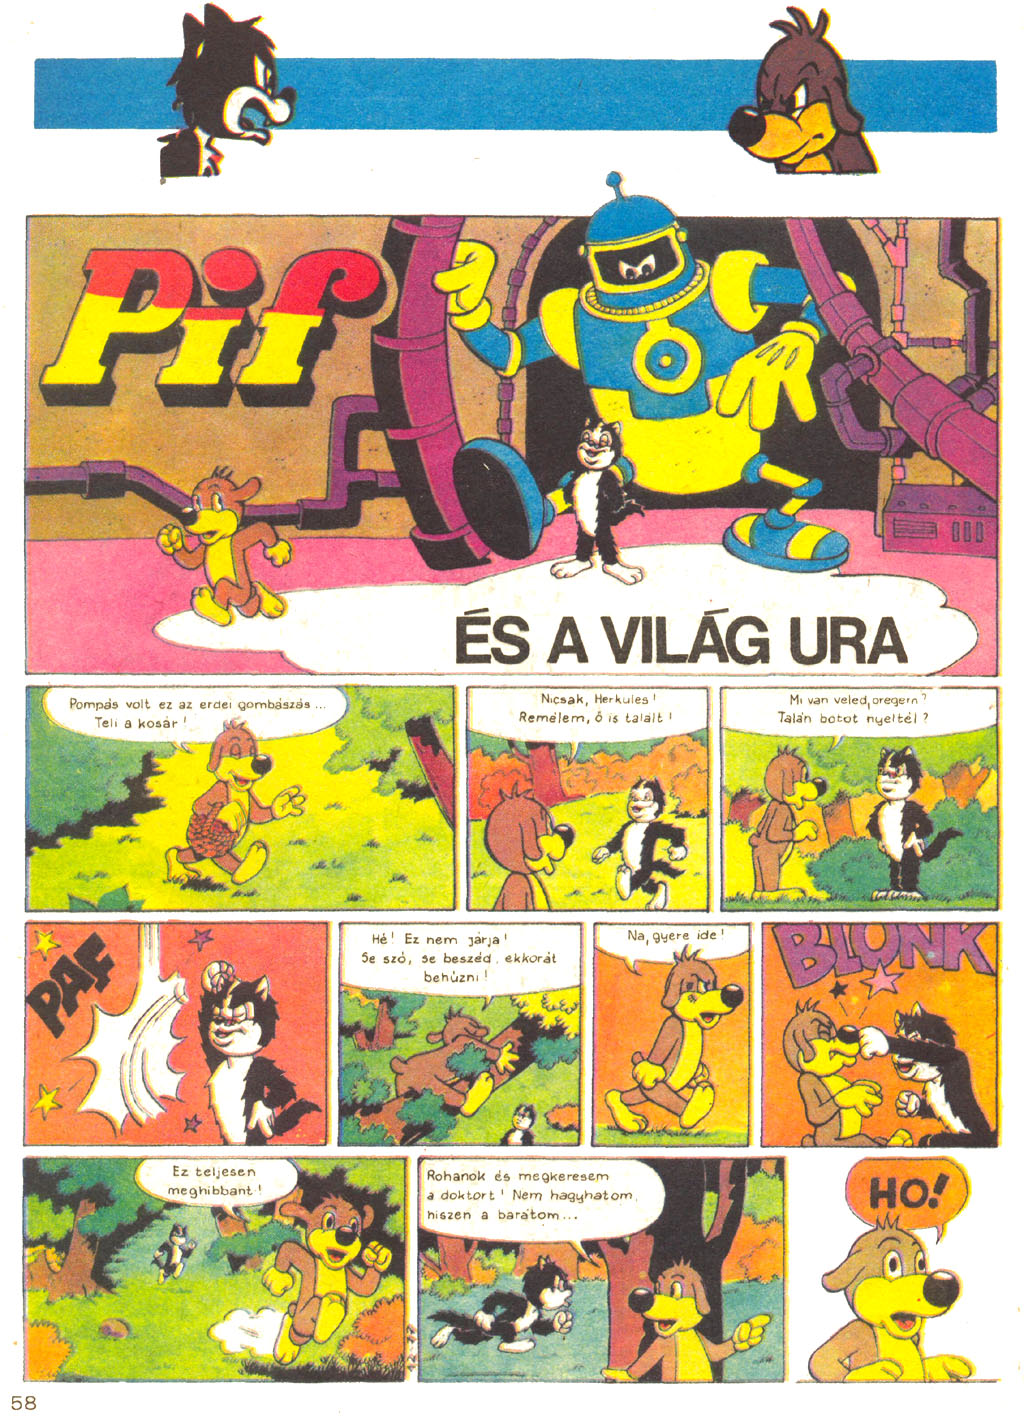 Pif
ÉS A VILÁG URA
Pompás volt ez az erdei gombászás ...
Teli a kosár !
Nicsak, Herkules !
Remélem, ő is talált !
Mi van veled, öregem ?
Talán botot nyeltél ?
PAF
Hé ! Ez nem járja !
Se szó, se beszéd, ekkorát
behúzni !
Na, gyere ide !
BLONK
Ez teljesen
meghibbant !
Rohanok és megkeresem
a doktort ! Nem hagyhatom,
hiszen a barátom ...
HO!
58